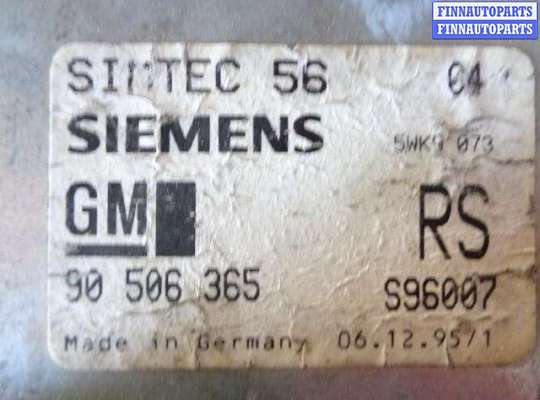 FINNAUTOPARTS
FINNAUTOPARTS
SIMTEC 56 04
SIEMENS 5WK9 073
GM RS
90 506 365 S96007
Made in Germany 06.12.95/1